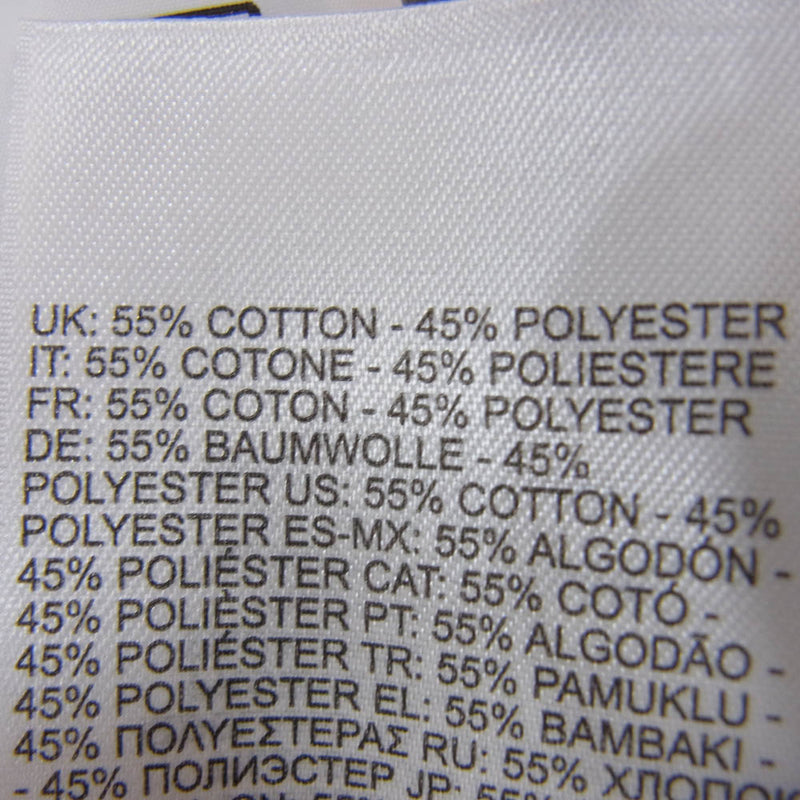 UK: 55% COTTON - 45% POLYESTER
IT: 55% COTONE - 45% POLIESTERE
FR: 55% COTON - 45% POLYESTER
DE: 55% BAUMWOLLE - 45%
POLYESTER US: 55% COTTON - 45%
POLYESTER ES-MX: 55% ALGODÓN -
45% POLIÉSTER CAT: 55% COTÓ -
45% POLIÈSTER PT: 55% ALGODÃO -
45% POLIÉSTER TR: 55% PAMUKLU -
45% POLYESTER EL: 55% ΒΑΜΒΑΚΙ -
45% ΠΟΛΥΕΣΤΕΡΑΣ RU: 55% ХЛОПОК
- 45% ПОЛИЭСТЕР JP: 55%